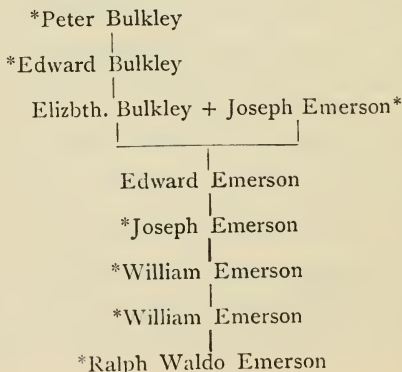 *Peter Bulkley
*Edward Bulkley
Elizbth. Bulkley + Joseph Emerson*
Edward Emerson
*Joseph Emerson
*William Emerson
*William Emerson
*Ralph Waldo Emerson